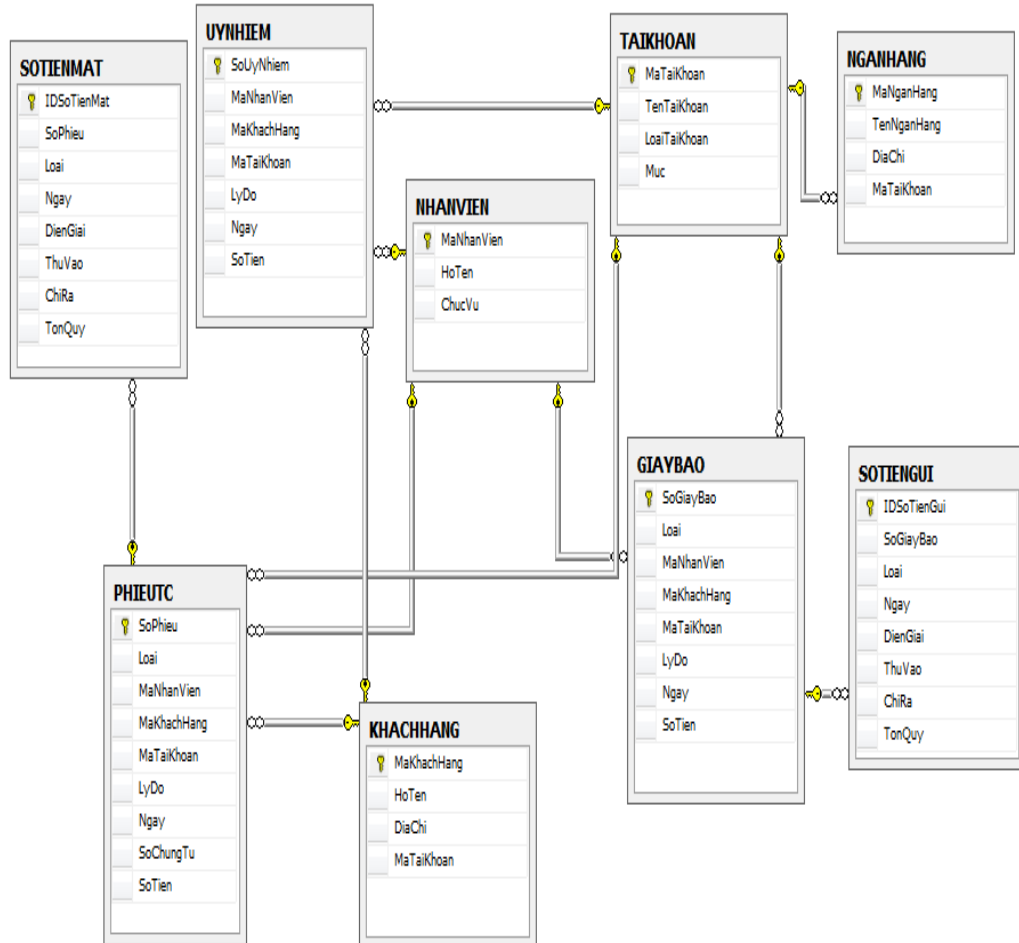 SOTIENMAT
IDSoTienMat
SoPhieu
Loai
Ngay
DienGiai
ThuVao
ChiRa
TonQuy
UYNHIEM
SoUyNhiem
MaNhanVien
MaKhachHang
MaTaiKhoan
LyDo
Ngay
SoTien
NHANVIEN
MaNhanVien
HoTen
ChucVu
TAIKHOAN
MaTaiKhoan
TenTaiKhoan
LoaiTaiKhoan
Muc
NGANHANG
MaNganHang
TenNganHang
DiaChi
MaTaiKhoan
PHIEUTC
SoPhieu
Loai
MaNhanVien
MaKhachHang
MaTaiKhoan
LyDo
Ngay
SoChungTu
SoTien
KHACHHANG
MaKhachHang
HoTen
DiaChi
MaTaiKhoan
GIAYBAO
SoGiayBao
Loai
MaNhanVien
MaKhachHang
MaTaiKhoan
LyDo
Ngay
SoTien
SOTIENGUI
IDSoTienGui
SoGiayBao
Loai
Ngay
DienGiai
ThuVao
ChiRa
TonQuy